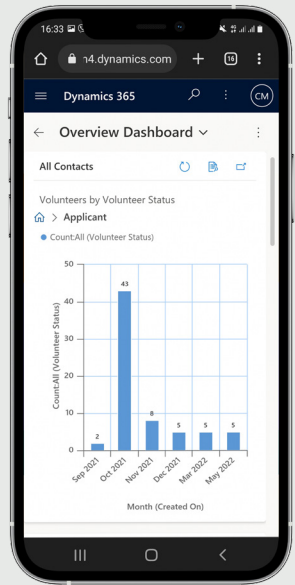 16:33
n4.dynamics.com
16
Dynamics 365
CM
Overview Dashboard
All Contacts
Volunteers by Volunteer Status
> Applicant
Count:All (Volunteer Status)
50
40
30
20
10
0
Count:All (Volunteer Status)
2
43
8
5
5
5
Sep 2021
Oct 2021
Nov 2021
Dec 2021
Mar 2022
May 2022
Month (Created On)